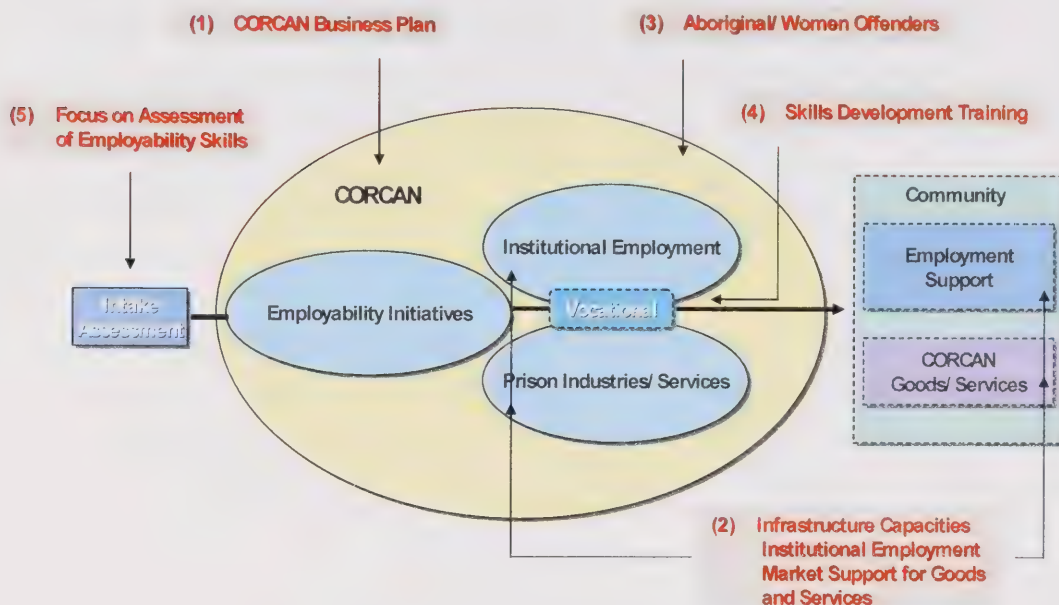 (1) CORCAN Business Plan
(3) Aboriginal/ Women Offenders
(5) Focus on Assessment
of Employability Skills
(4) Skills Development Training
CORCAN
Community
Institutional Employment
Employment
Support
Intake
Assessment
Employability Initiatives
Vocational
Prison Industries/ Services
CORCAN
Goods/ Services
(2) Infrastructure Capacities
Institutional Employment
Market Support for Goods
and Services